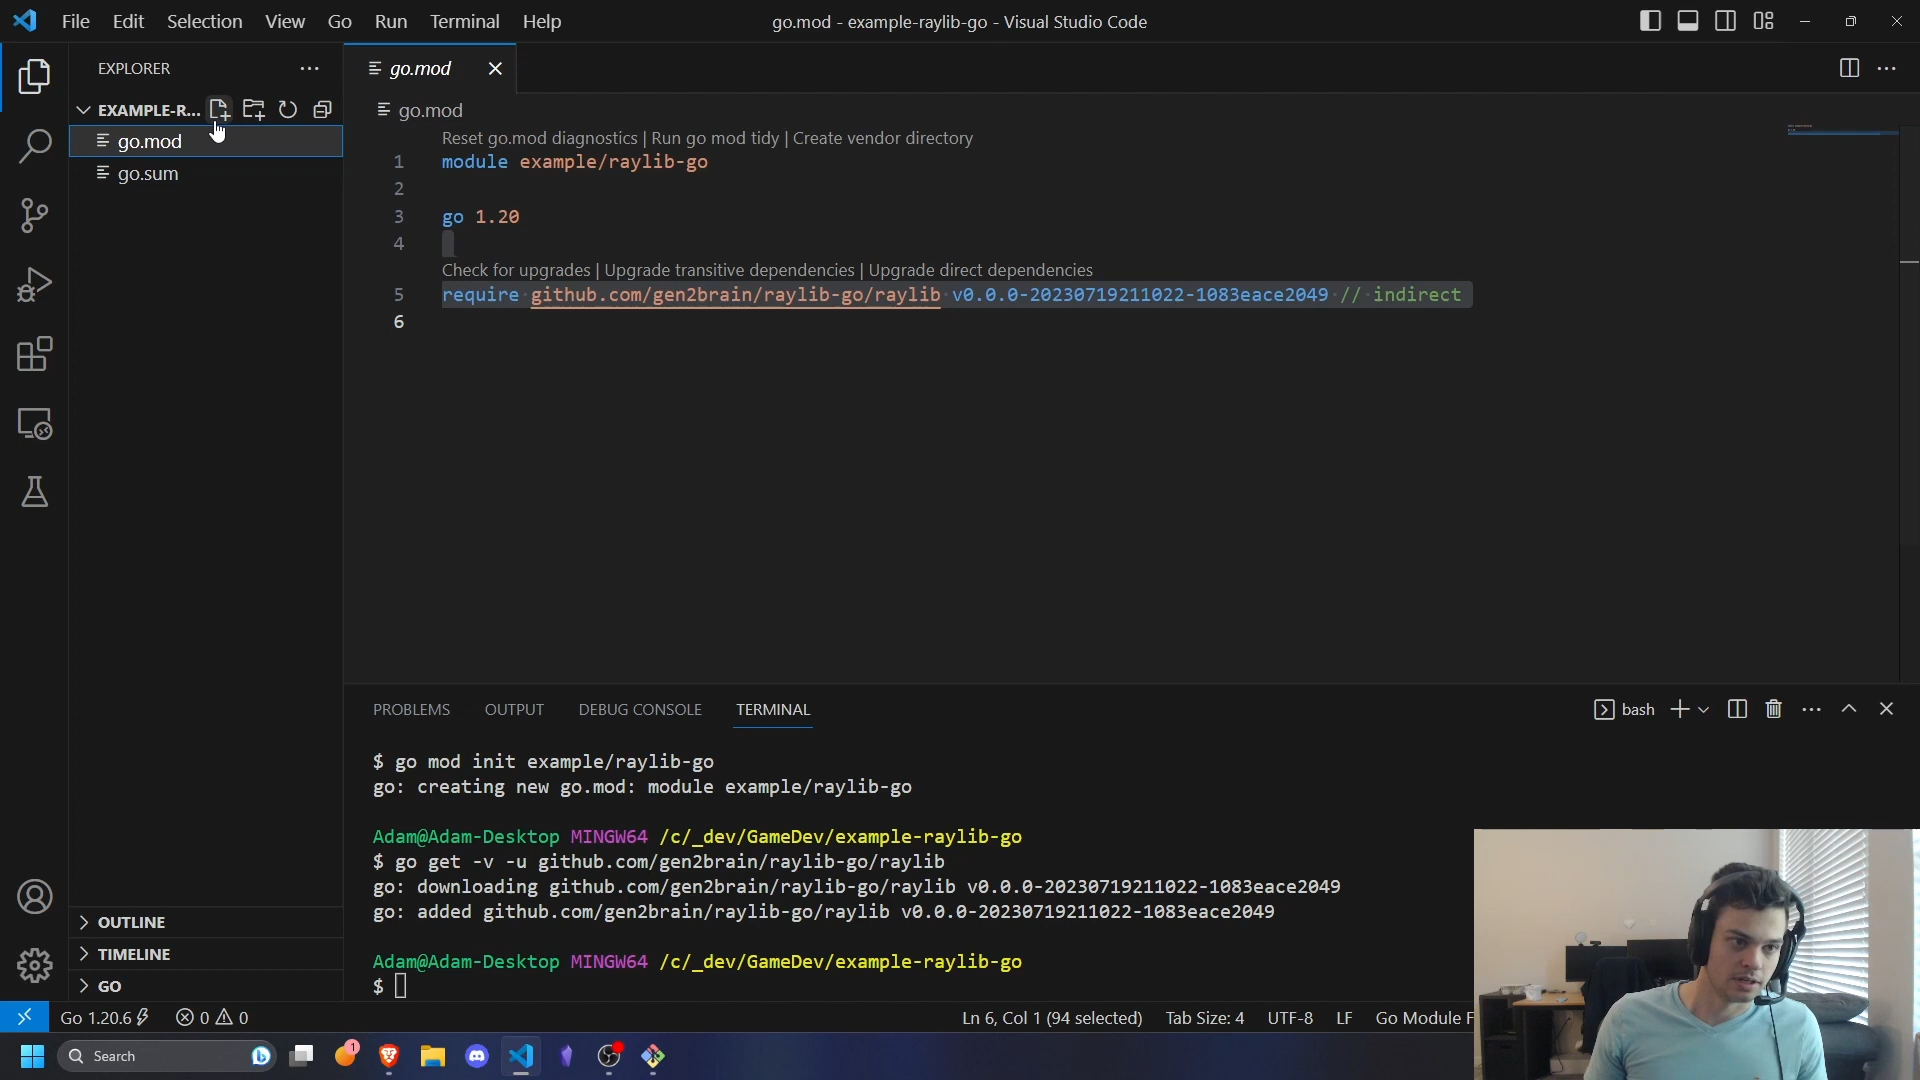 File Edit Selection View Go Run Terminal Help
go.mod - example-raylib-go - Visual Studio Code
EXPLORER
go.mod
EXAMPLE-R...
go.mod
go.sum
go.mod
Reset go.mod diagnostics | Run go mod tidy | Create vendor directory
1 module example/raylib-go
2
3 go 1.20
4
Check for upgrades | Upgrade transitive dependencies | Upgrade direct dependencies
5 require github.com/gen2brain/raylib-go/raylib v0.0.0-20230719211022-1083eace2049 // indirect
6
PROBLEMS OUTPUT DEBUG CONSOLE TERMINAL
bash
$ go mod init example/raylib-go
go: creating new go.mod: module example/raylib-go
Adam@Adam-Desktop MINGW64 /c/_dev/GameDev/example-raylib-go
$ go get -v -u github.com/gen2brain/raylib-go/raylib
go: downloading github.com/gen2brain/raylib-go/raylib v0.0.0-20230719211022-1083eace2049
go: added github.com/gen2brain/raylib-go/raylib v0.0.0-20230719211022-1083eace2049
Adam@Adam-Desktop MINGW64 /c/_dev/GameDev/example-raylib-go
$
OUTLINE
TIMELINE
GO
Go 1.20.6 0 0
Ln 6, Col 1 (94 selected) Tab Size: 4 UTF-8 LF Go Module F
Search
1